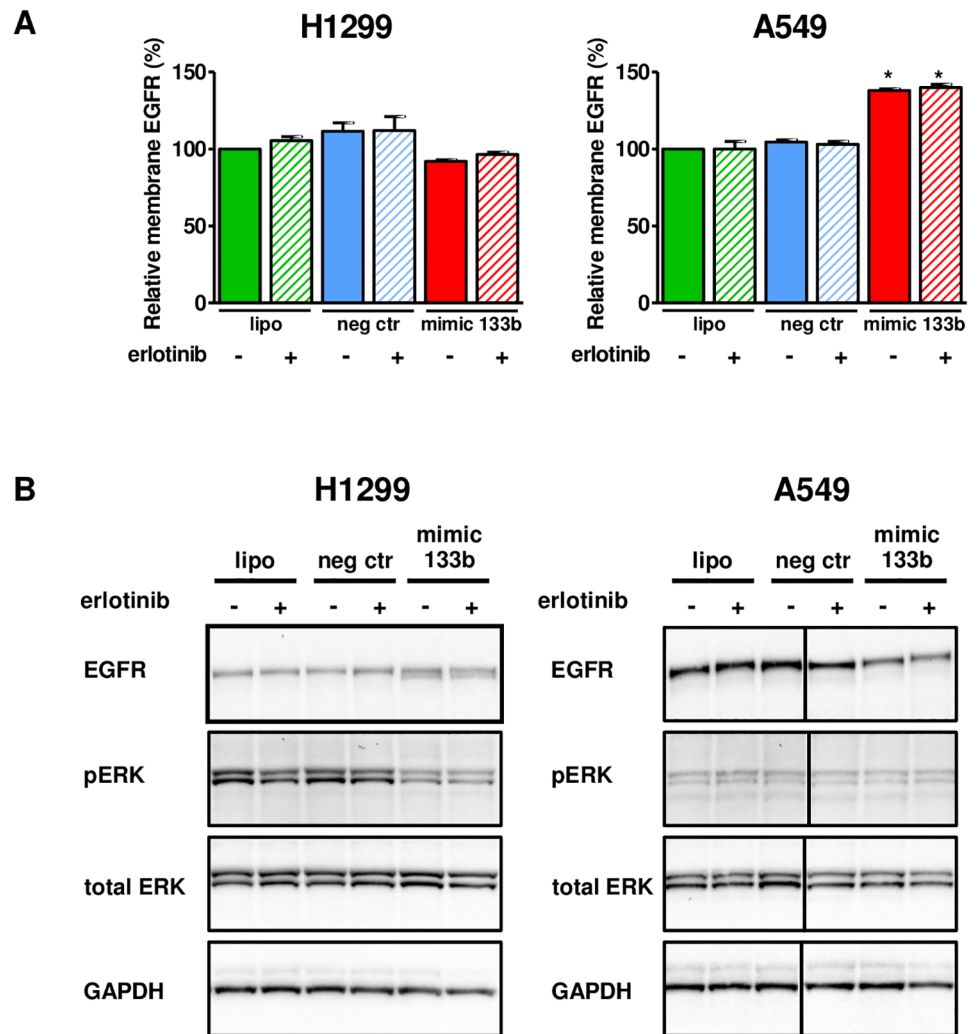 A
H1299
A549
Relative membrane EGFR (%)
150
100
50
0
lipo
neg ctr
mimic 133b
erlotinib - + - + - +
Relative membrane EGFR (%)
150
100
50
0
* *
lipo
neg ctr
mimic 133b
erlotinib - + - + - +
B
H1299
lipo
neg ctr
mimic
133b
erlotinib - + - + - +
EGFR
pERK
total ERK
GAPDH
A549
lipo
neg ctr
mimic
133b
erlotinib - + - + - +
EGFR
pERK
total ERK
GAPDH